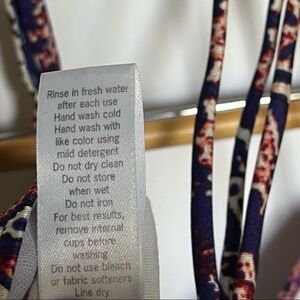 Rinse in fresh water
after each use
Hand wash cold
Hand wash with
like color using
mild detergent
Do not dry clean
Do not store
when wet
Do not iron
For best results,
remove internal
cups before
washing
Do not use bleach
or fabric softeners
Line dry